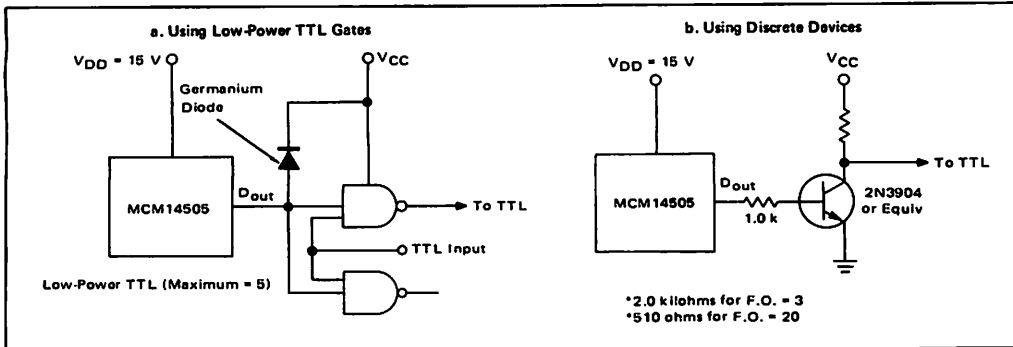 a. Using Low-Power TTL Gates
VDD = 15 V
VCC
Germanium
Diode
Dout
MCM14505
To TTL
TTL Input
Low-Power TTL (Maximum = 5)
b. Using Discrete Devices
VDD = 15 V
VCC
To TTL
Dout
MCM14505
1.0 k
2N3904
or Equiv
*2.0 kilohms for F.O. = 3
*510 ohms for F.O. = 20